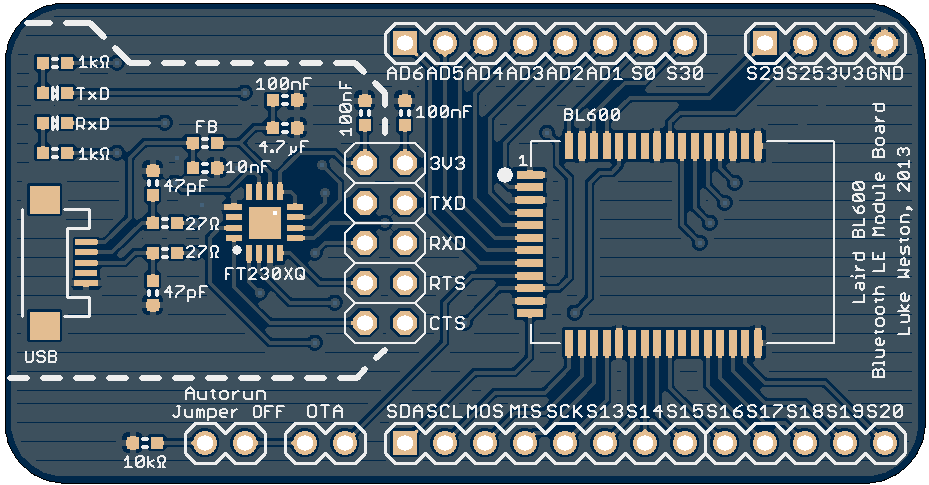 AD6 AD5 AD4 AD3 AD2 AD1 S0 S30
S29 S25 3V3 GND
1kΩ
TxD
RxD
1kΩ
100nF
4.7µF
FB
10nF
47pF
27Ω
27Ω
47pF
FT230XQ
USB
100nF
100nF
3V3
TXD
RXD
RTS
CTS
BL600
1
Laird BL600
Bluetooth LE Module Board
Luke Weston, 2013
Autorun
Jumper OFF OTA
10kΩ
SDA SCL MOS MIS SCK S13 S14 S15 S16 S17 S18 S19 S20